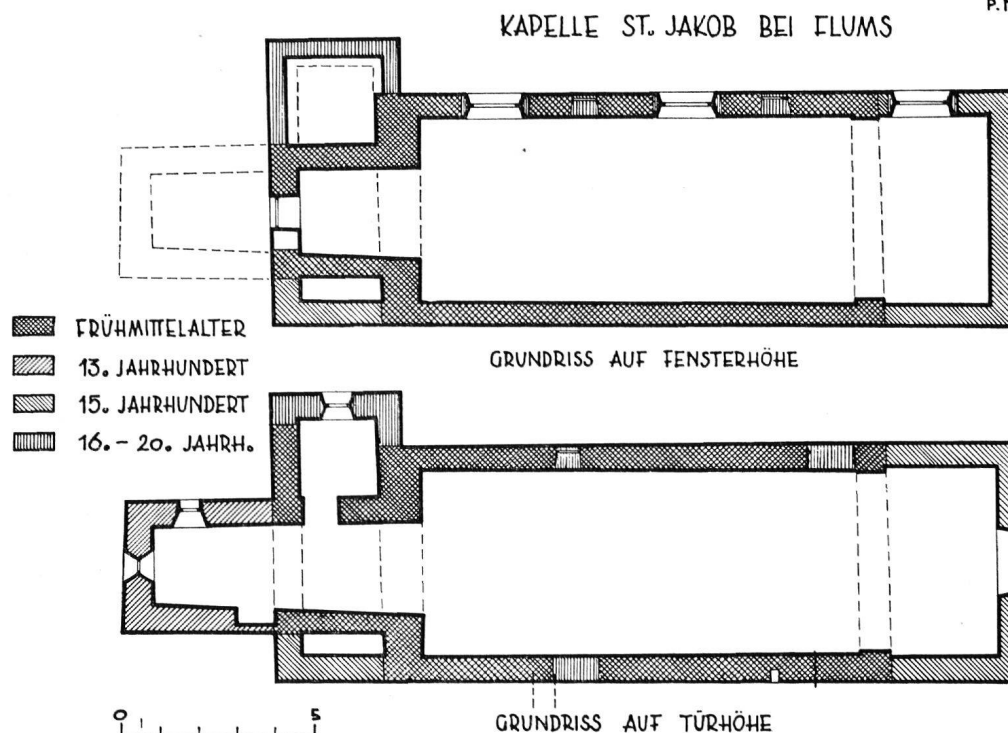 KAPELLE ST. JAKOB BEI FLUMS
FRÜHMITTELALTER
13. JAHRHUNDERT
15. JAHRHUNDERT
16. – 20. JAHRH.
GRUNDRISS AUF FENSTERHÖHE
0 5
GRUNDRISS AUF TÜRHÖHE